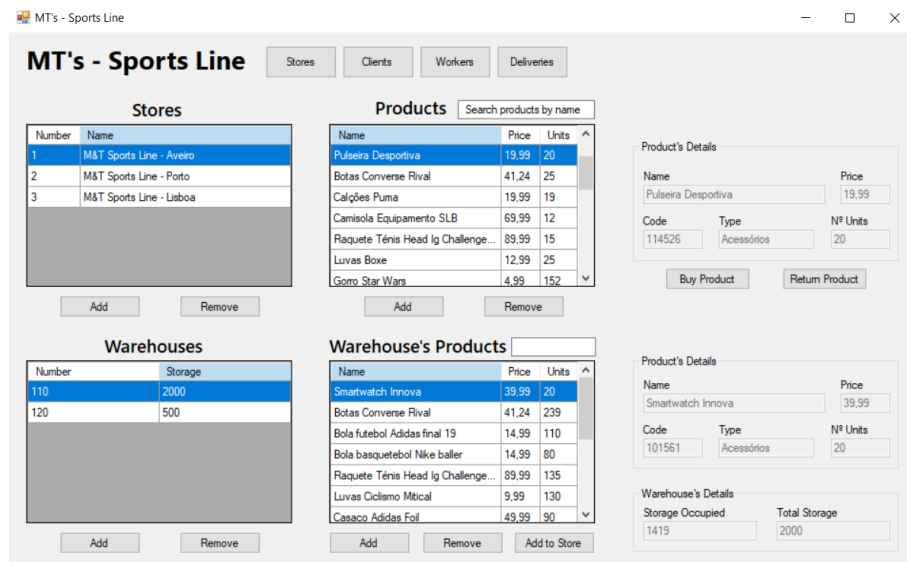 MT's - Sports Line
MT's - Sports Line
Stores Clients Workers Deliveries
Stores
Number Name
1 M&T Sports Line - Aveiro
2 M&T Sports Line - Porto
3 M&T Sports Line - Lisboa
Add Remove
Products Search products by name
Name Price Units
Pulseira Desportiva 19,99 20
Botas Converse Rival 41,24 25
Calções Puma 19,99 19
Camisola Equipamento SLB 69,99 12
Raquete Ténis Head Ig Challenge... 89,99 15
Luvas Boxe 12,99 25
Gorro Star Wars 4,99 152
Add Remove
Product's Details
Name Price
Pulseira Desportiva 19,99
Code Type Nº Units
114526 Acessórios 20
Buy Product Return Product
Warehouses
Number Storage
110 2000
120 500
Add Remove
Warehouse's Products
Name Price Units
Smartwatch Innova 39,99 20
Botas Converse Rival 41,24 239
Bola futebol Adidas final 19 14,99 110
Bola basquetebol Nike baller 14,99 80
Raquete Ténis Head Ig Challenge... 89,99 135
Luvas Ciclismo Mitical 9,99 130
Casaco Adidas Foil 49,99 90
Add Remove Add to Store
Product's Details
Name Price
Smartwatch Innova 39,99
Code Type Nº Units
101561 Acessórios 20
Warehouse's Details
Storage Occupied Total Storage
1419 2000